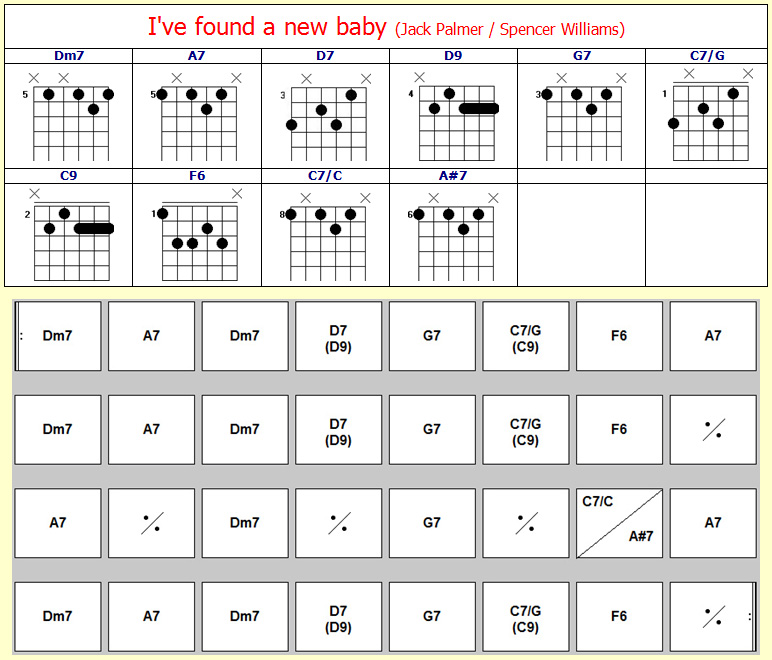 I've found a new baby (Jack Palmer / Spencer Williams)
Dm7 A7 D7 D9 G7 C7/G
5 5 3 4 3 1
C9 F6 C7/C A#7
2 1 8 6
: Dm7 A7 Dm7 D7 G7 C7/G F6 A7
(D9) (C9)
Dm7 A7 Dm7 D7 G7 C7/G F6
(D9) (C9)
A7 Dm7 G7 C7/C A#7 A7
Dm7 A7 Dm7 D7 G7 C7/G F6 :
(D9) (C9)